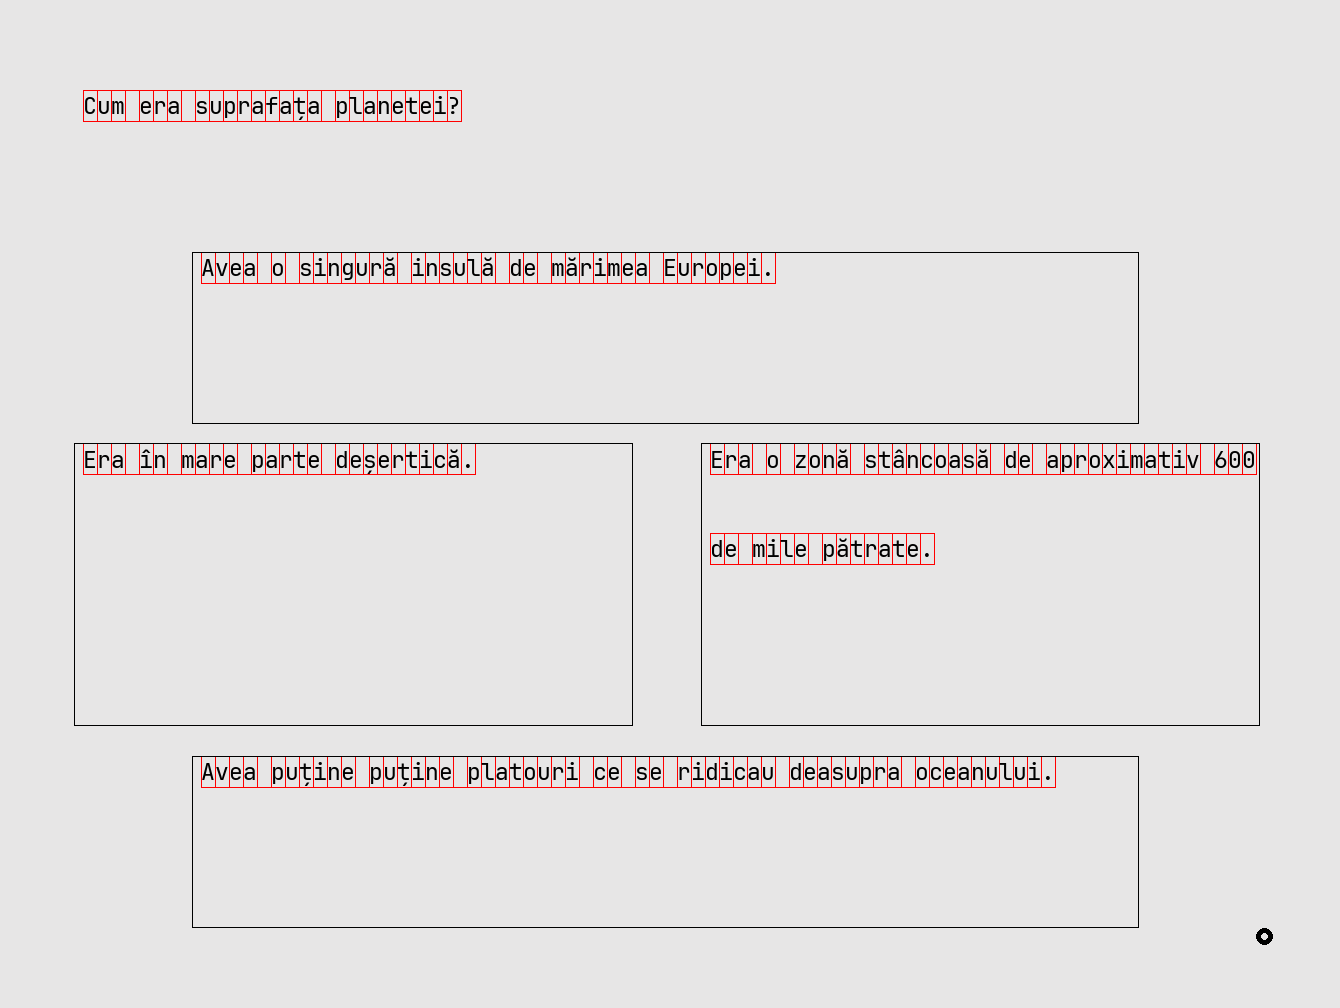 Cum era suprafața planetei?
Avea o singură insulă de mărimea Europei.
Era în mare parte deșertică.
Era o zonă stâncoasă de aproximativ 600
de mile pătrate.
Avea puține puține platouri ce se ridicau deasupra oceanului.